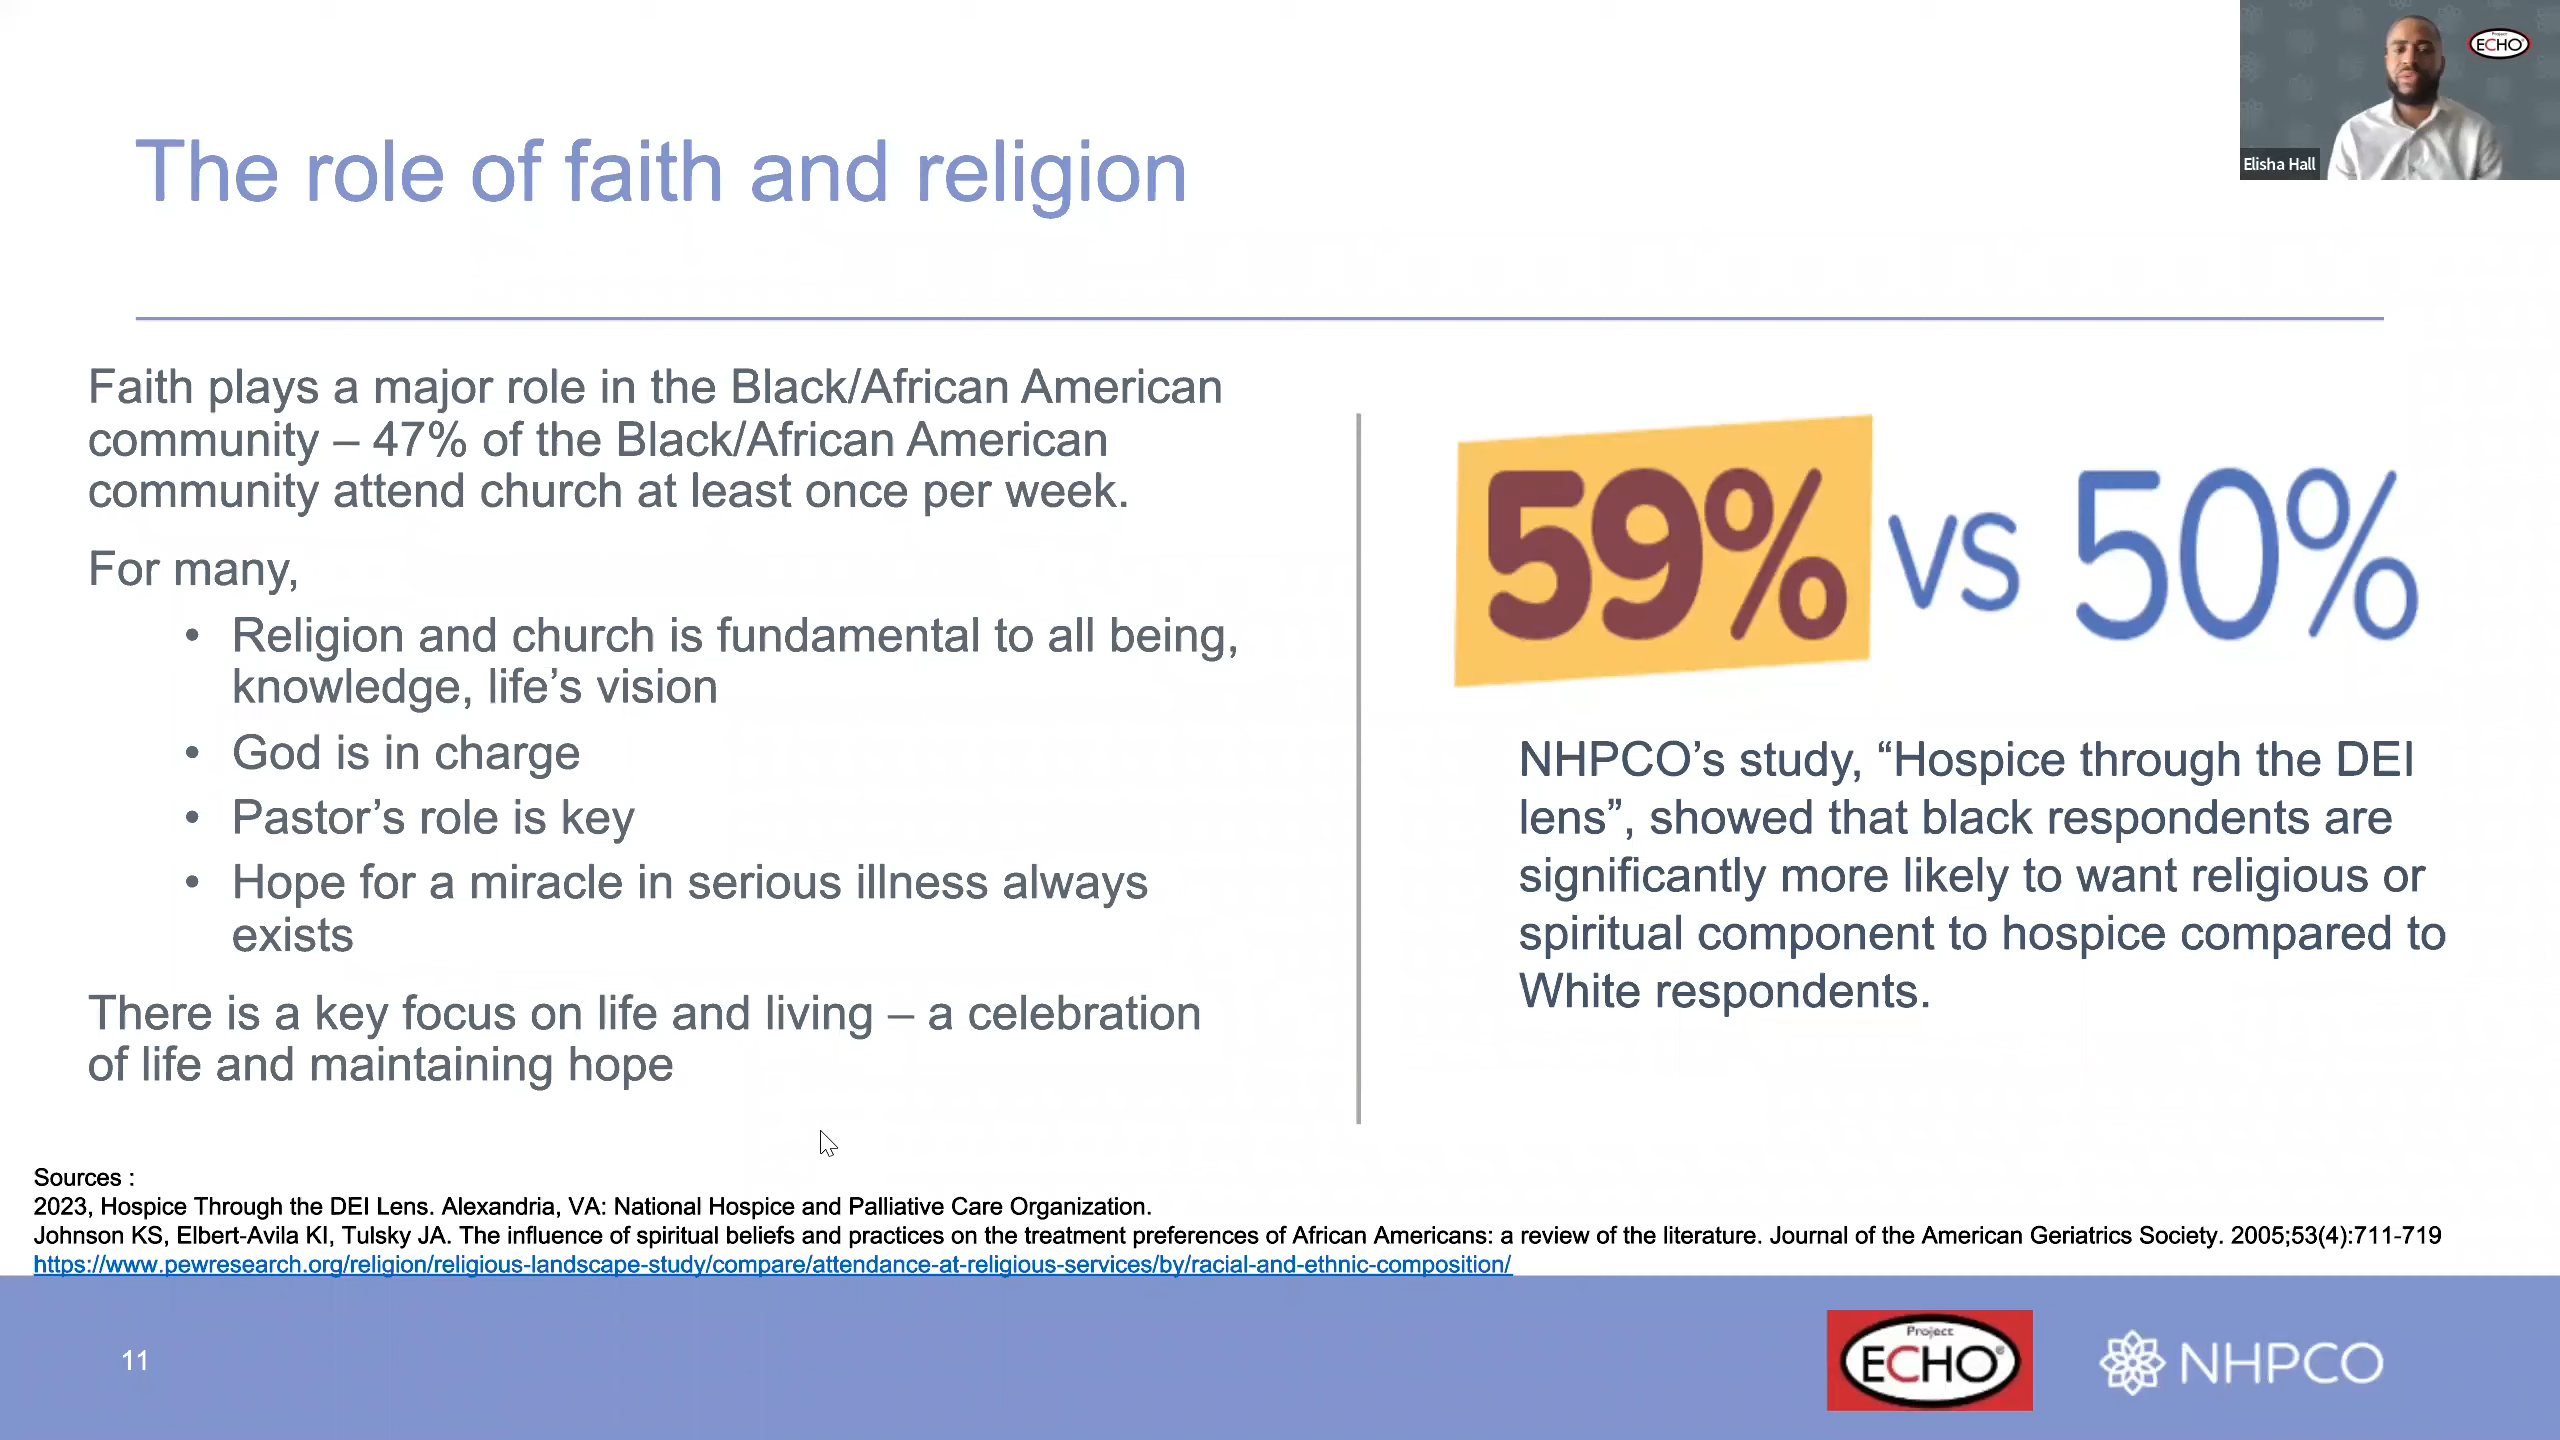 Project
ECHO
Elisha Hall
The role of faith and religion
Faith plays a major role in the Black/African American
community – 47% of the Black/African American
community attend church at least once per week.
For many,
• Religion and church is fundamental to all being,
knowledge, life’s vision
• God is in charge
• Pastor’s role is key
• Hope for a miracle in serious illness always
exists
There is a key focus on life and living – a celebration
of life and maintaining hope
59% VS 50%
NHPCO’s study, “Hospice through the DEI
lens”, showed that black respondents are
significantly more likely to want religious or
spiritual component to hospice compared to
White respondents.
Sources :
2023, Hospice Through the DEI Lens. Alexandria, VA: National Hospice and Palliative Care Organization.
Johnson KS, Elbert-Avila KI, Tulsky JA. The influence of spiritual beliefs and practices on the treatment preferences of African Americans: a review of the literature. Journal of the American Geriatrics Society. 2005;53(4):711-719
https://www.pewresearch.org/religion/religious-landscape-study/compare/attendance-at-religious-services/by/racial-and-ethnic-composition/
11
Project
ECHO®
NHPCO